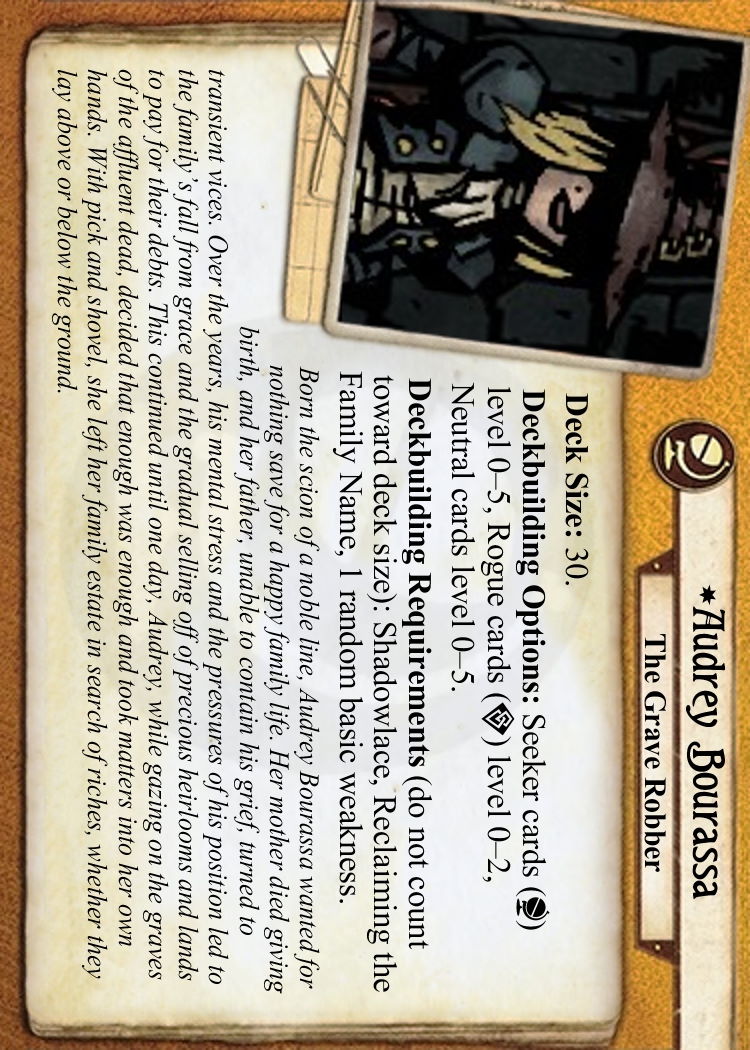 Audrey Bourassa
The Grave Robber
Deck Size: 30.
Deckbuilding Options: Seeker cards ()
level 0–5, Rogue cards () level 0–2,
Neutral cards level 0–5.
Deckbuilding Requirements (do not count
toward deck size): Shadowlace, Reclaiming the
Family Name, 1 random basic weakness.
Born the scion of a noble line, Audrey Bourassa wanted for
nothing save for a happy family life. Her mother died giving
birth, and her father, unable to contain his grief, turned to
transient vices. Over the years, his mental stress and the pressures of his position led to
the family's fall from grace and the gradual selling off of precious heirlooms and lands
to pay for their debts. This continued until one day, Audrey, while gazing on the graves
of the affluent dead, decided that enough was enough and took matters into her own
hands. With pick and shovel, she left her family estate in search of riches, whether they
lay above or below the ground.